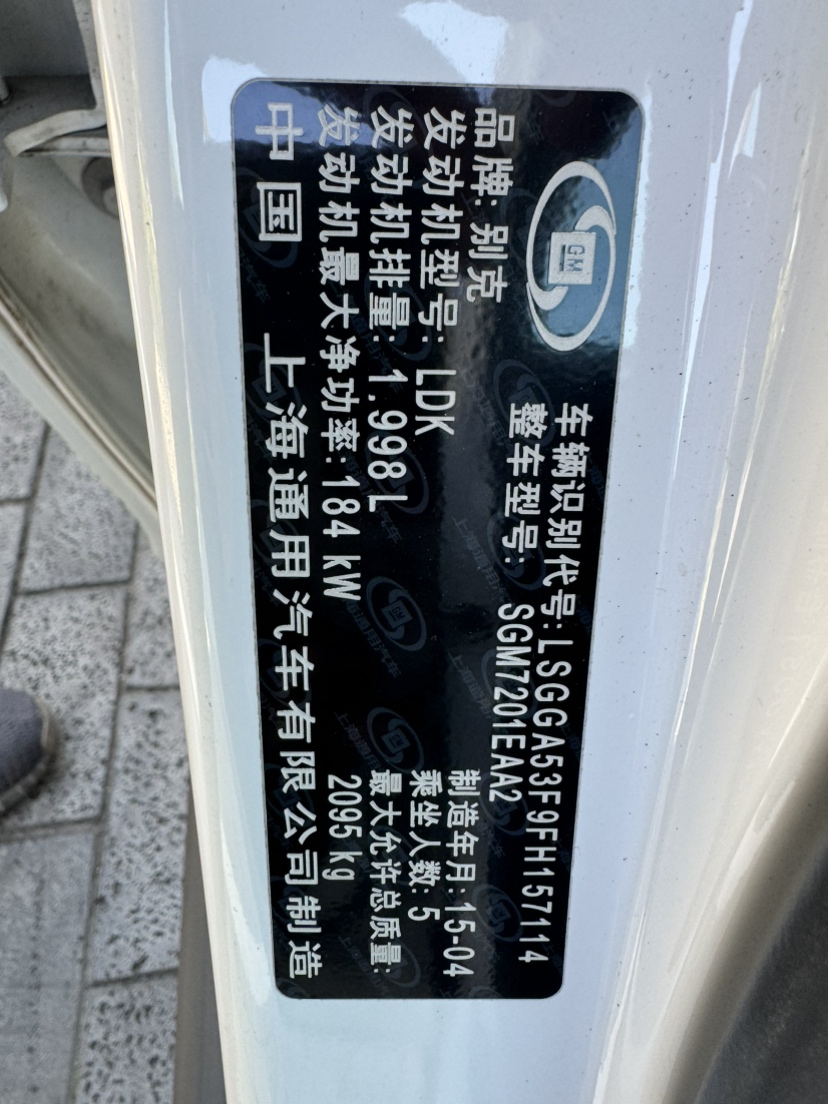 GM
车辆识别代号:LSGGA53F9FH157114
整车型号: SGM7201EAA2
品牌: 别克
发动机型号: LDK
制造年月:15-04
发动机排量: 1.998L
乘坐人数: 5
发动机最大净功率:184 kW
最大允许总质量:
2095 kg
中国 上海通用汽车有限公司制造